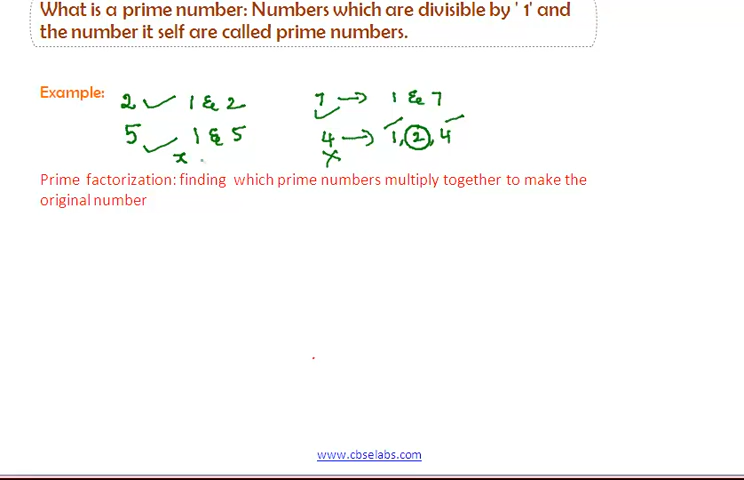 What is a prime number: Numbers which are divisible by ' 1' and
the number it self are called prime numbers.
Example: 2 ✓ 1 & 2 7 → 1 & 7
5 ✓ 1 & 5 4 → 1, 2, 4
x x
Prime factorization: finding which prime numbers multiply together to make the
original number
www.cbselabs.com